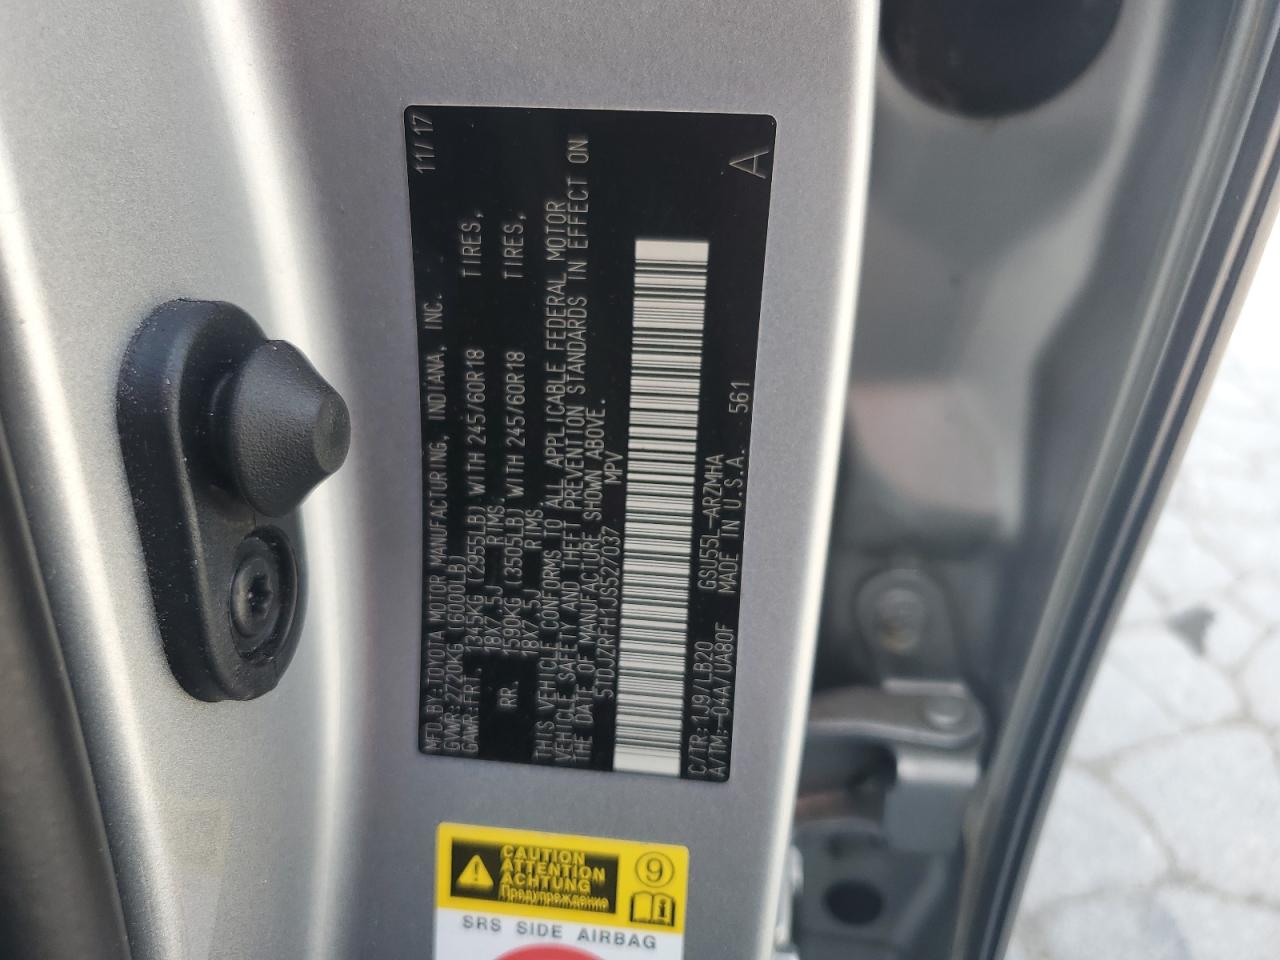 MFD.BY:TOYOTA MOTOR MANUFACTURING, INDIANA, INC. 11/17
GVWR:2720KG (6000LB)
GAWR:FRT. 1345KG (2955LB) WITH 245/60R18 TIRES,
18X7.5J RIMS,
RR. 1590KG (3505LB) WITH 245/60R18 TIRES,
18X7.5J RIMS,
THIS VEHICLE CONFORMS TO ALL APPLICABLE FEDERAL MOTOR
VEHICLE SAFETY AND THEFT PREVENTION STANDARDS IN EFFECT ON
THE DATE OF MANUFACTURE SHOWN ABOVE.
5TDJZRFH1JS527037 MPV
C/TR:1J9/LB20 GSU55L-ARZMHA
A/TM:-04A/UA80F MADE IN U.S.A. 561 A
CAUTION
ATTENTION
ACHTUNG
Предупреждение
9
SRS SIDE AIRBAG